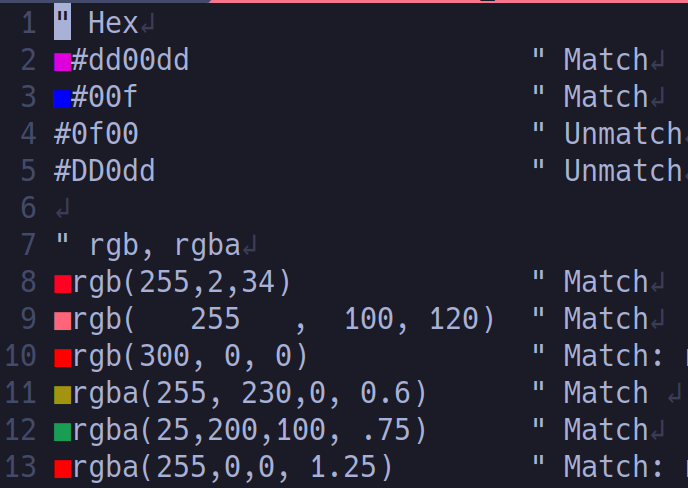 1 " Hex↲
2 ■#dd00dd " Match↲
3 ■#00f " Match↲
4 #0f00 " Unmatch↲
5 #DD0dd " Unmatch↲
6 ↲
7 " rgb, rgba↲
8 ■rgb(255,2,34) " Match↲
9 ■rgb(   255   ,  100, 120) " Match↲
10 ■rgb(300, 0, 0) " Match:
11 ■rgba(255, 230,0, 0.6) " Match ↲
12 ■rgba(25,200,100, .75) " Match↲
13 ■rgba(255,0,0, 1.25) " Match: